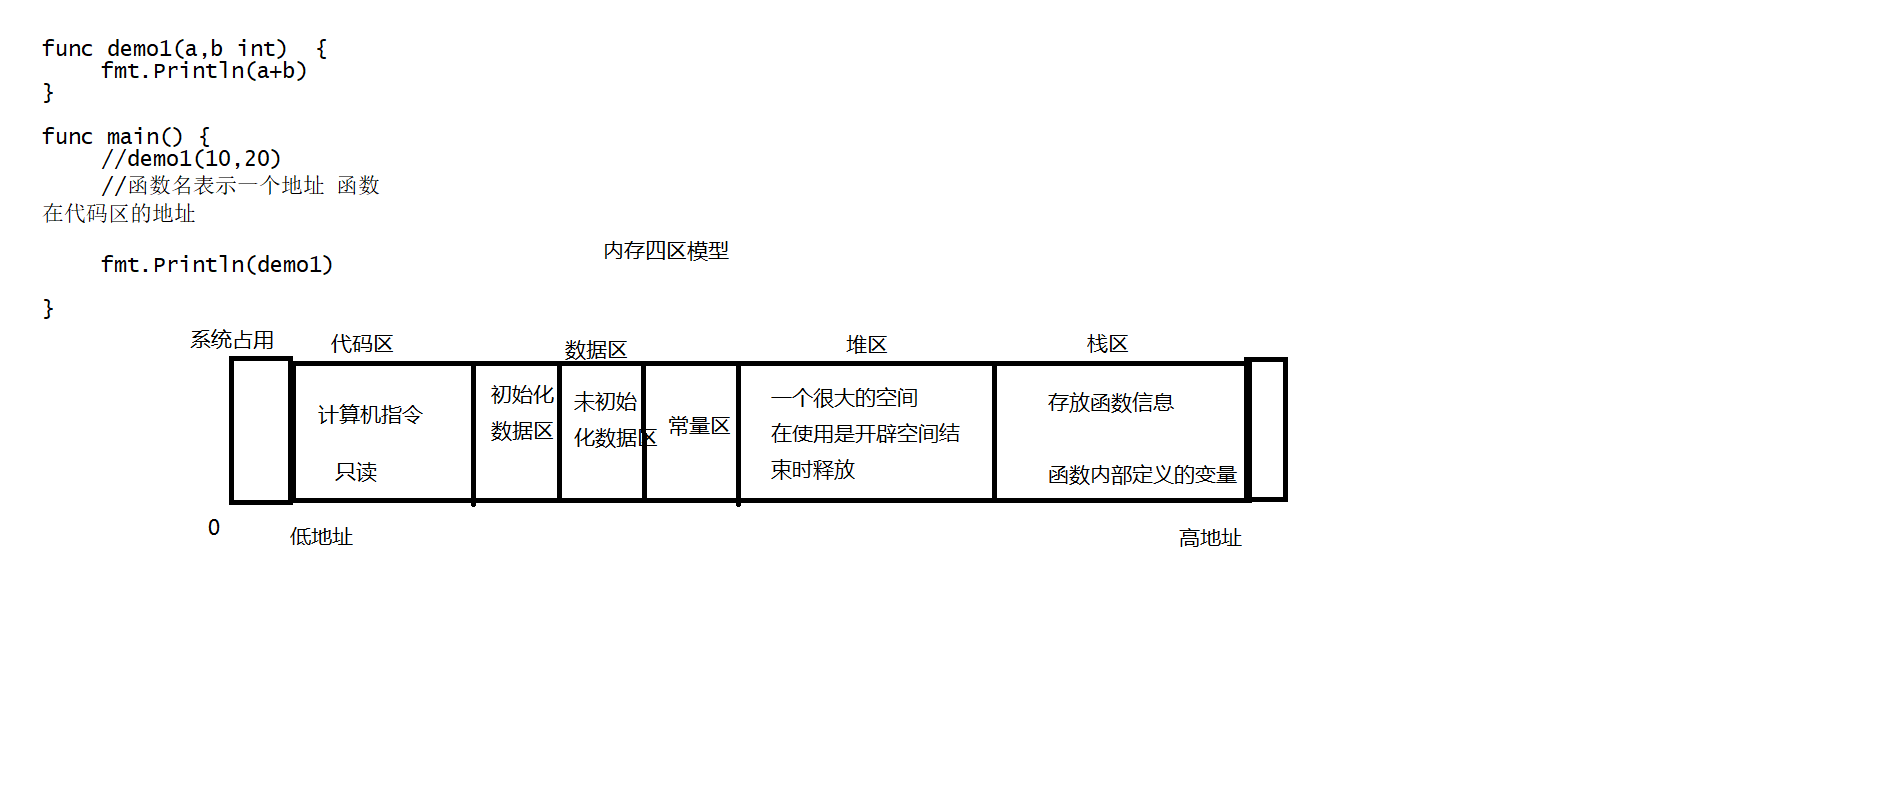 func demo1(a,b int)  {
fmt.Println(a+b)
}
func main() {
//demo1(10,20)
//函数名表示一个地址 函数
在代码区的地址
内存四区模型
fmt.Println(demo1)
}
系统占用
代码区
数据区
堆区
栈区
计算机指令
只读
初始化
数据区
未初始
化数据区
常量区
一个很大的空间
在使用是开辟空间结
束时释放
存放函数信息
函数内部定义的变量
0
低地址
高地址